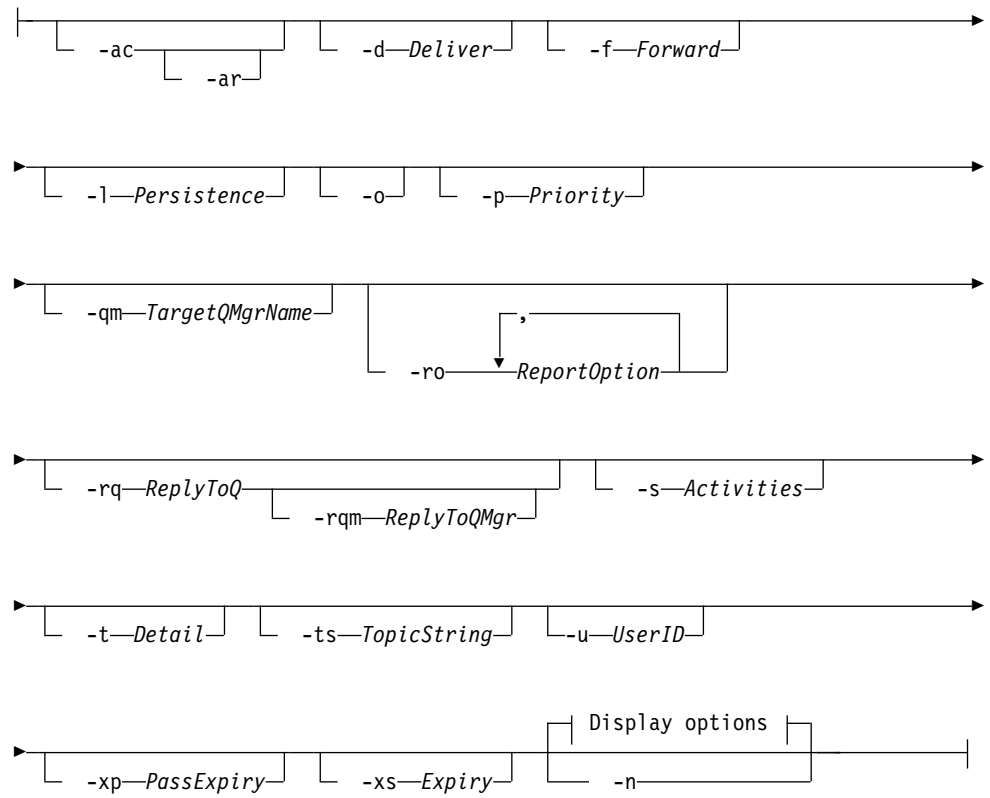 -ac -d Deliver -f Forward
-ar
-l Persistence -o -p Priority
-qm TargetQMgrName ,
-ro ReportOption
-rq ReplyToQ -s Activities
-rqm ReplyToQMgr
-t Detail -ts TopicString -u UserID
Display options
-xp PassExpiry -xs Expiry -n